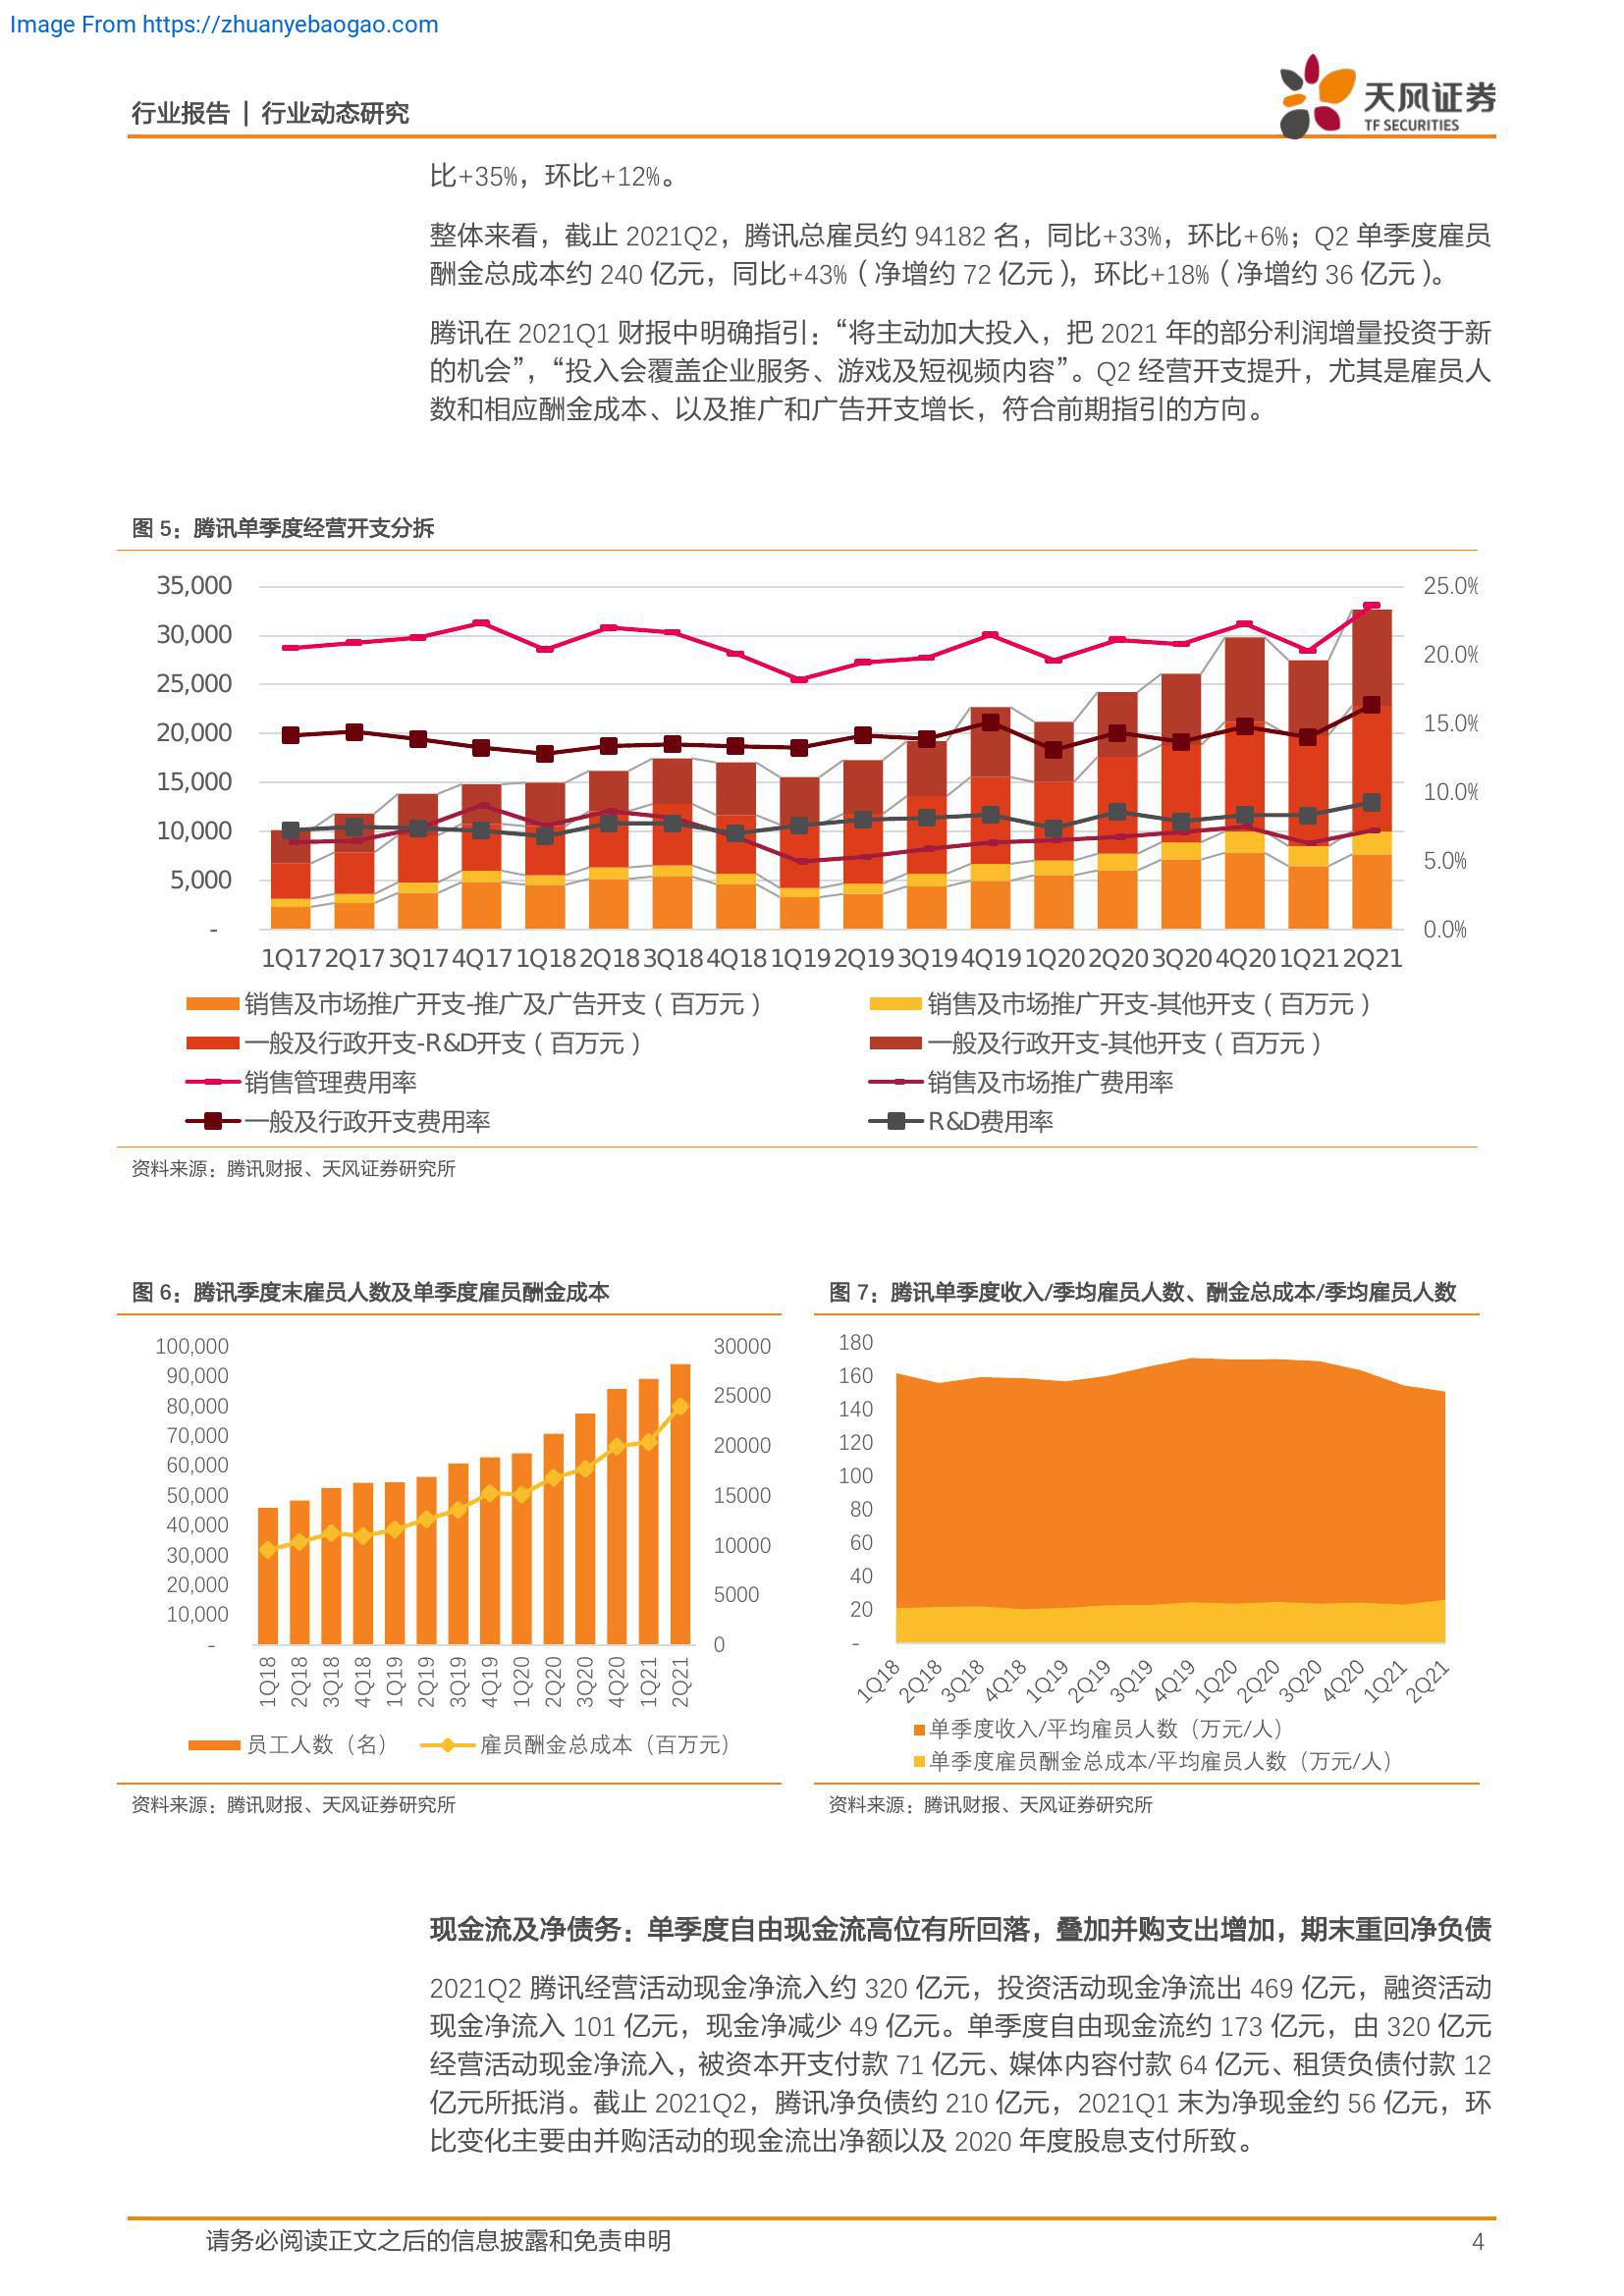 Image From https://zhuanyebaogao.com
行业报告 | 行业动态研究
天风证券
TF SECURITIES
比+35%，环比+12%。
整体来看，截止 2021Q2，腾讯总雇员约 94182 名，同比+33%，环比+6%；Q2 单季度雇员
酬金总成本约 240 亿元，同比+43%（净增约 72 亿元），环比+18%（净增约 36 亿元）。
腾讯在 2021Q1 财报中明确指引：“将主动加大投入，把 2021 年的部分利润增量投资于新
的机会”，“投入会覆盖企业服务、游戏及短视频内容”。Q2 经营开支提升，尤其是雇员人
数和相应酬金成本、以及推广和广告开支增长，符合前期指引的方向。
图 5：腾讯单季度经营开支分拆
35,000
30,000
25,000
20,000
15,000
10,000
5,000
-
25.0%
20.0%
15.0%
10.0%
5.0%
0.0%
1Q17 2Q17 3Q17 4Q17 1Q18 2Q18 3Q18 4Q18 1Q19 2Q19 3Q19 4Q19 1Q20 2Q20 3Q20 4Q20 1Q21 2Q21
销售及市场推广开支-推广及广告开支（百万元） 销售及市场推广开支-其他开支（百万元）
一般及行政开支-R&D开支（百万元） 一般及行政开支-其他开支（百万元）
销售管理费用率 销售及市场推广费用率
一般及行政开支费用率 R&D费用率
资料来源：腾讯财报、天风证券研究所
图 6：腾讯季度末雇员人数及单季度雇员酬金成本
100,000
90,000
80,000
70,000
60,000
50,000
40,000
30,000
20,000
10,000
-
30000
25000
20000
15000
10000
5000
0
1Q18 2Q18 3Q18 4Q18 1Q19 2Q19 3Q19 4Q19 1Q20 2Q20 3Q20 4Q20 1Q21 2Q21
员工人数（名） 雇员酬金总成本（百万元）
资料来源：腾讯财报、天风证券研究所
图 7：腾讯单季度收入/季均雇员人数、酬金总成本/季均雇员人数
180
160
140
120
100
80
60
40
20
-
1Q18 2Q18 3Q18 4Q18 1Q19 2Q19 3Q19 4Q19 1Q20 2Q20 3Q20 4Q20 1Q21 2Q21
单季度收入/平均雇员人数（万元/人）
单季度雇员酬金总成本/平均雇员人数（万元/人）
资料来源：腾讯财报、天风证券研究所
现金流及净债务：单季度自由现金流高位有所回落，叠加并购支出增加，期末重回净负债
2021Q2 腾讯经营活动现金净流入约 320 亿元，投资活动现金净流出 469 亿元，融资活动
现金净流入 101 亿元，现金净减少 49 亿元。单季度自由现金流约 173 亿元，由 320 亿元
经营活动现金净流入，被资本开支付款 71 亿元、媒体内容付款 64 亿元、租赁负债付款 12
亿元所抵消。截止 2021Q2，腾讯净负债约 210 亿元，2021Q1 末为净现金约 56 亿元，环
比变化主要由并购活动的现金流出净额以及 2020 年度股息支付所致。
请务必阅读正文之后的信息披露和免责申明
4